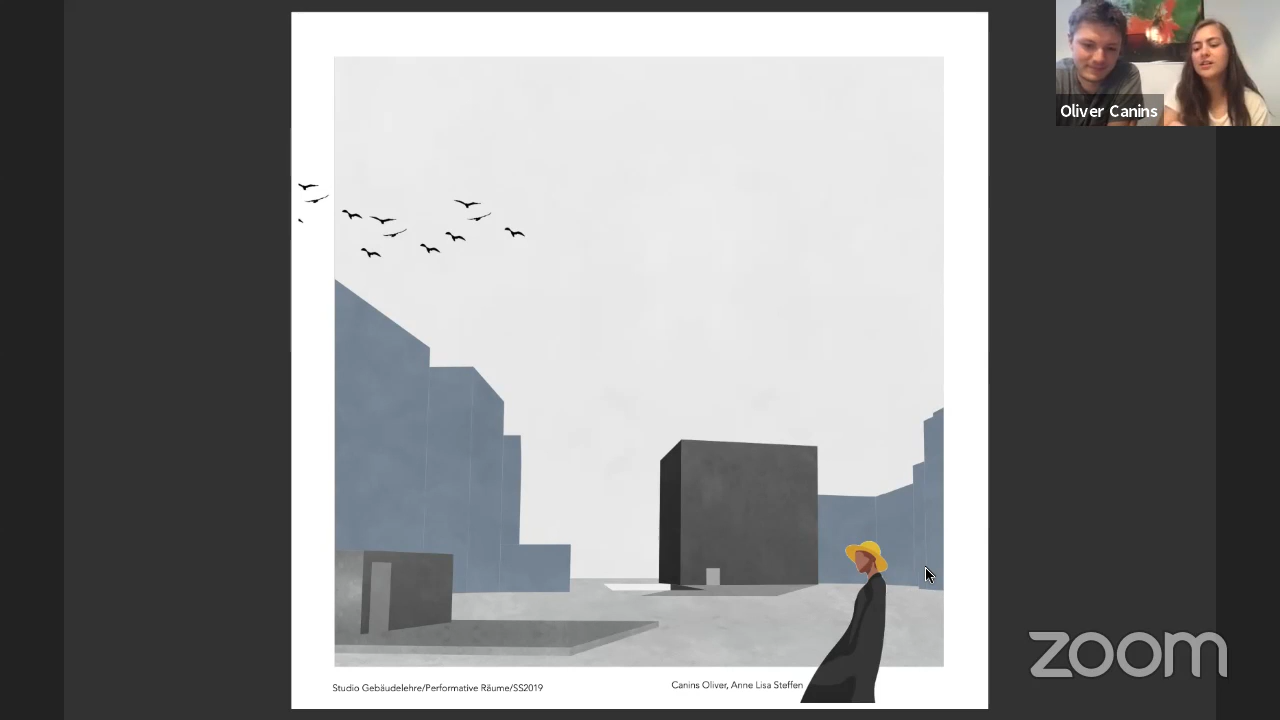 Oliver Canins
zoom
Studio Gebäudelehre/Performative Räume/SS2019
Canins Oliver, Anne Lisa Steffen